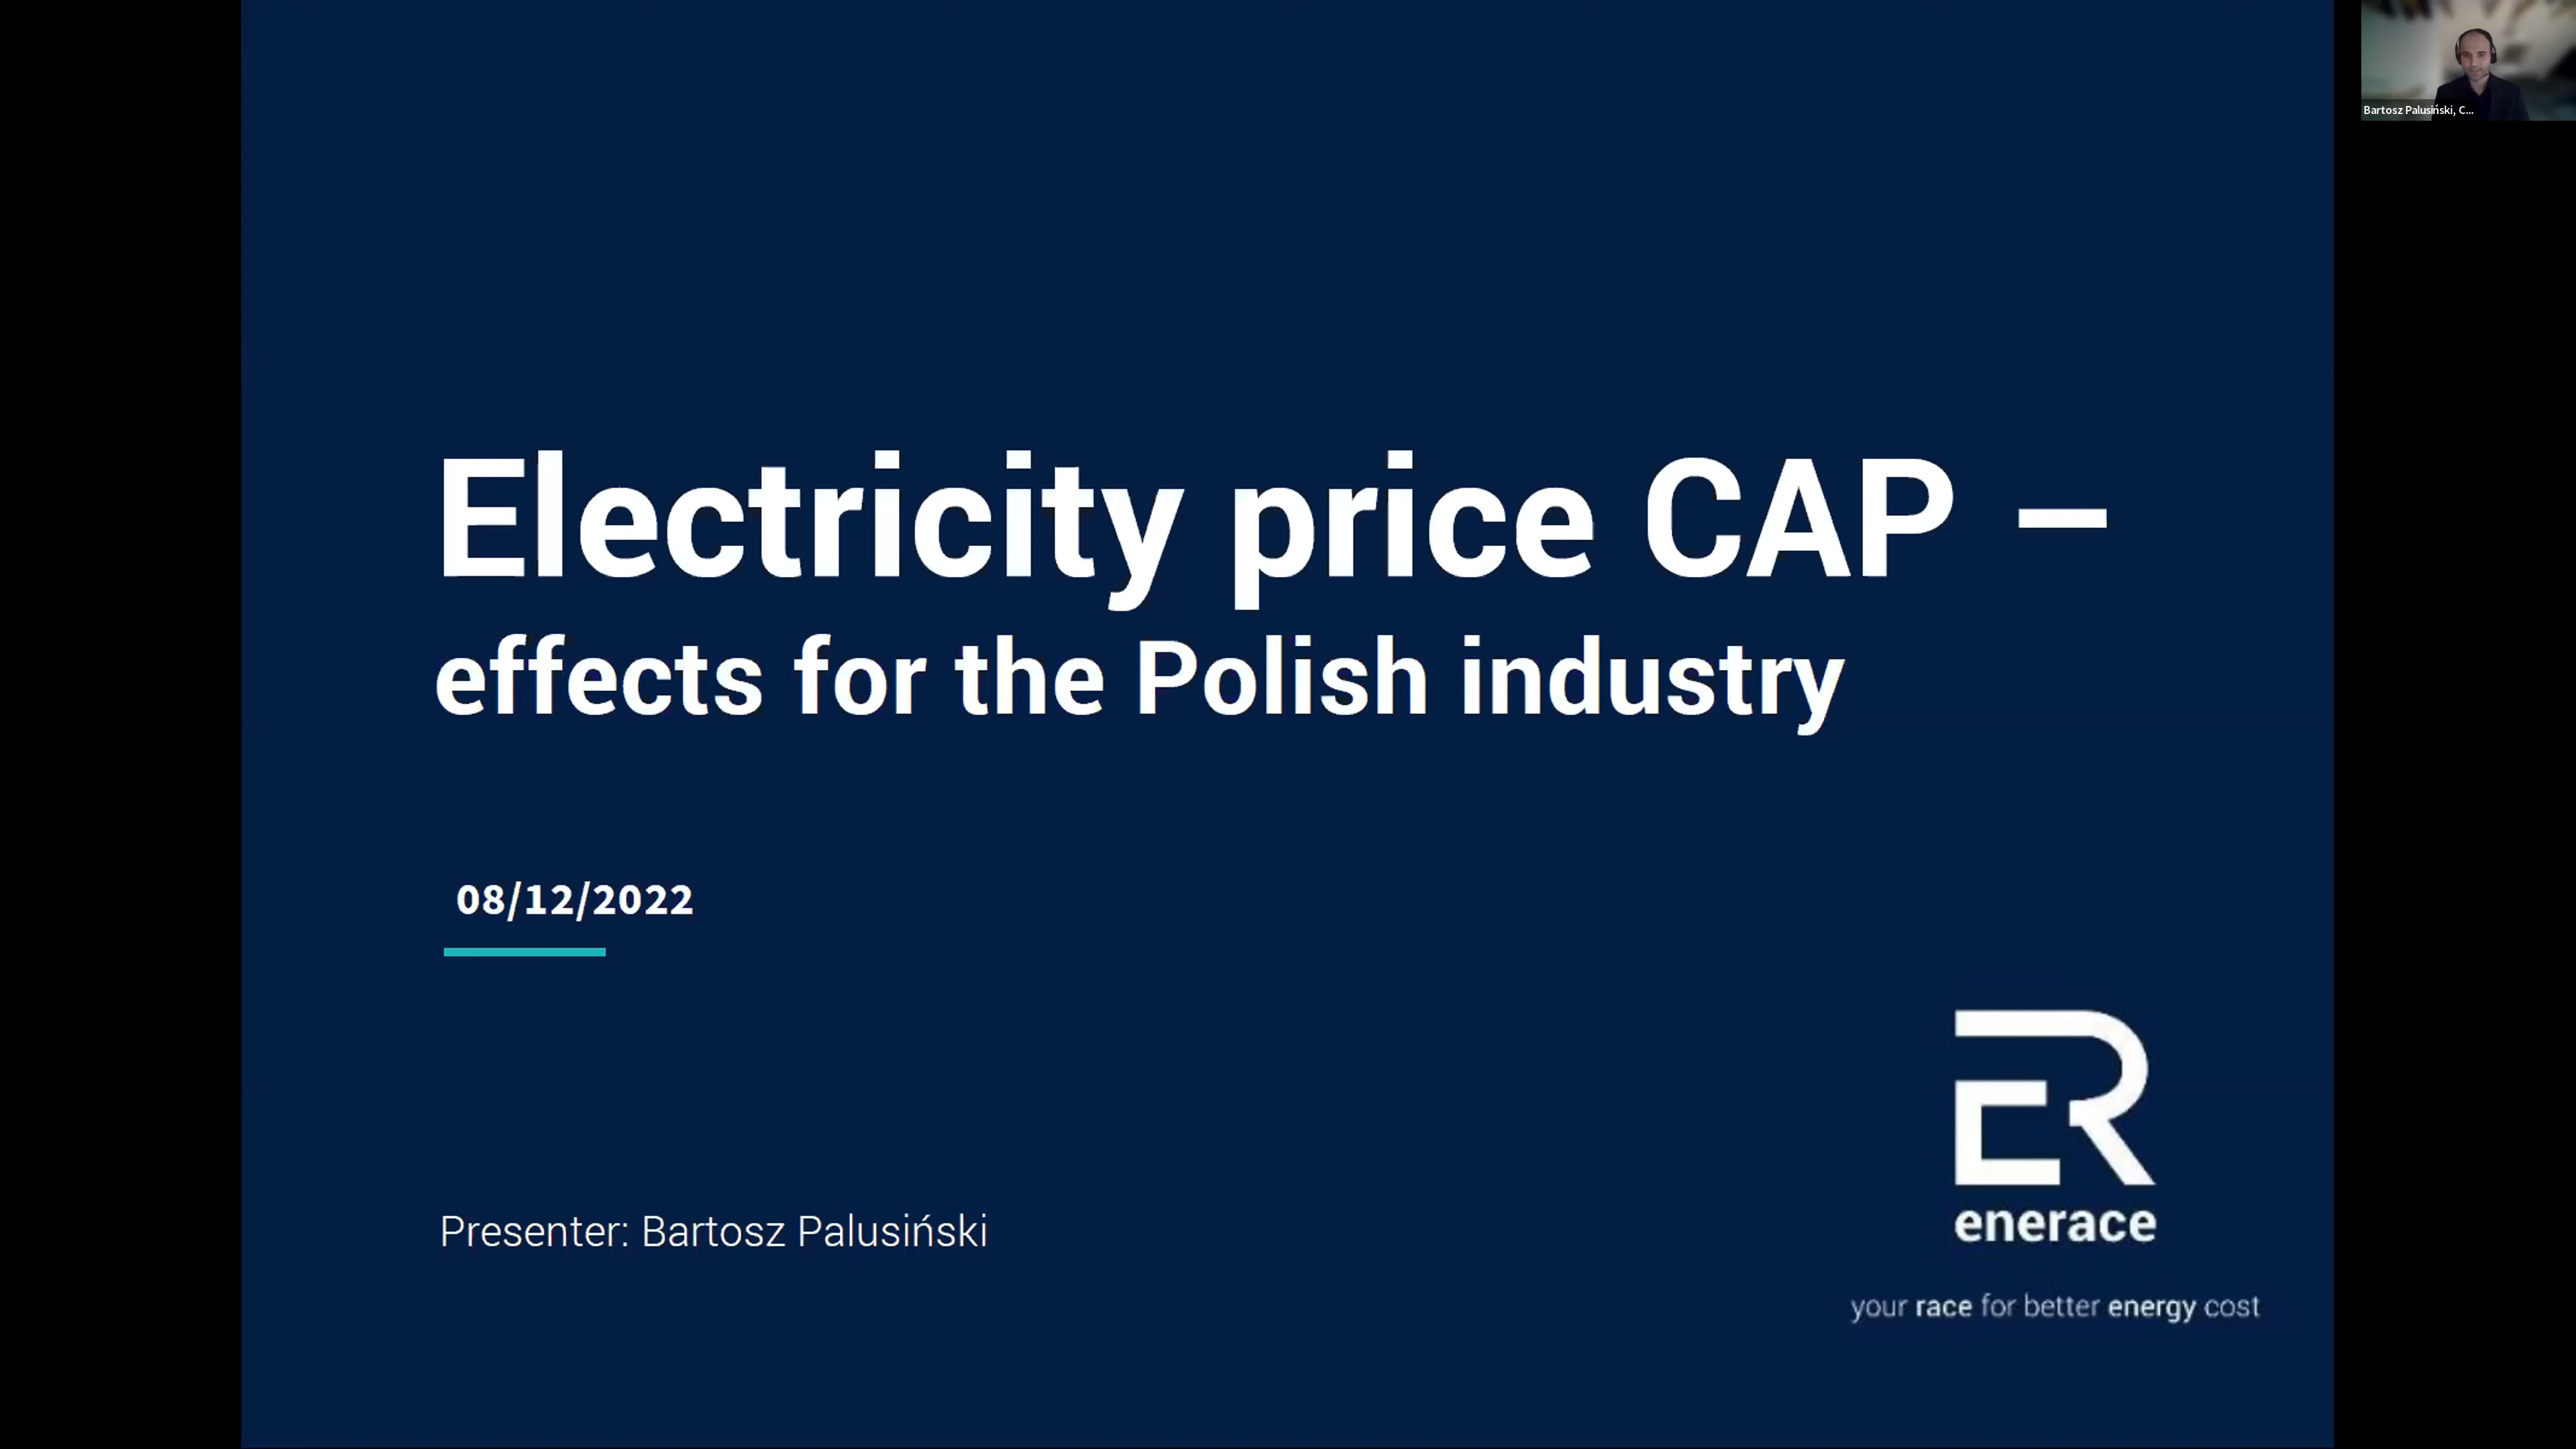 Electricity price CAP –
effects for the Polish industry
08/12/2022
Presenter: Bartosz Palusiński
ER
enerace
your race for better energy cost
Bartosz Palusiński, C...